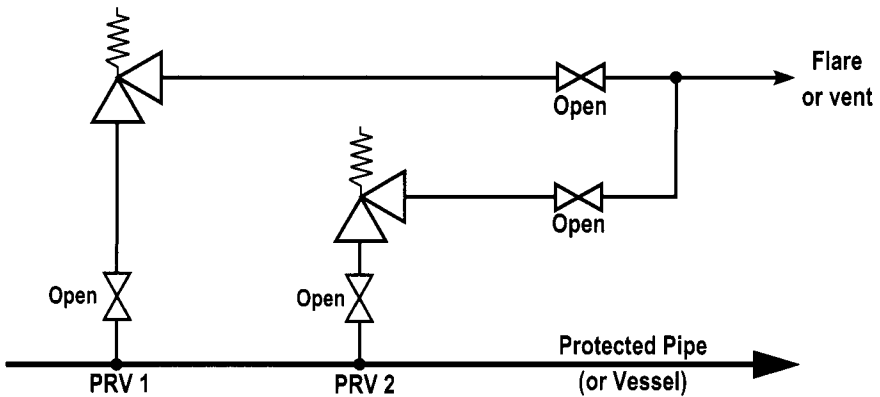 Flare
or vent
Open
Open
Open
Open
Protected Pipe
(or Vessel)
PRV 1
PRV 2